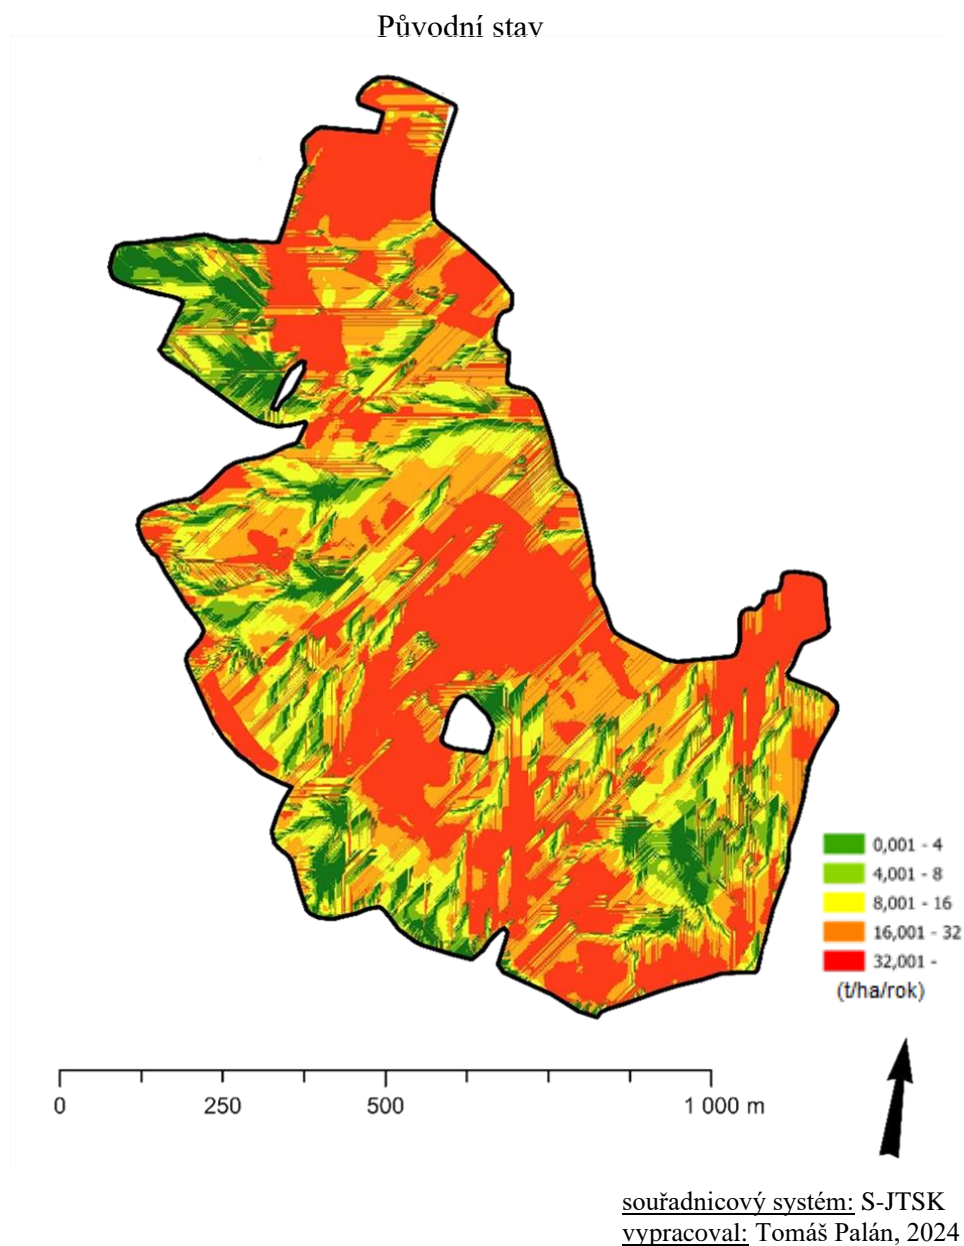 Původní stav
0,001 - 4
4,001 - 8
8,001 - 16
16,001 - 32
32,001 -
(t/ha/rok)
0 250 500 1 000 m
souřadnicový systém: S-JTSK
vypracoval: Tomáš Palán, 2024